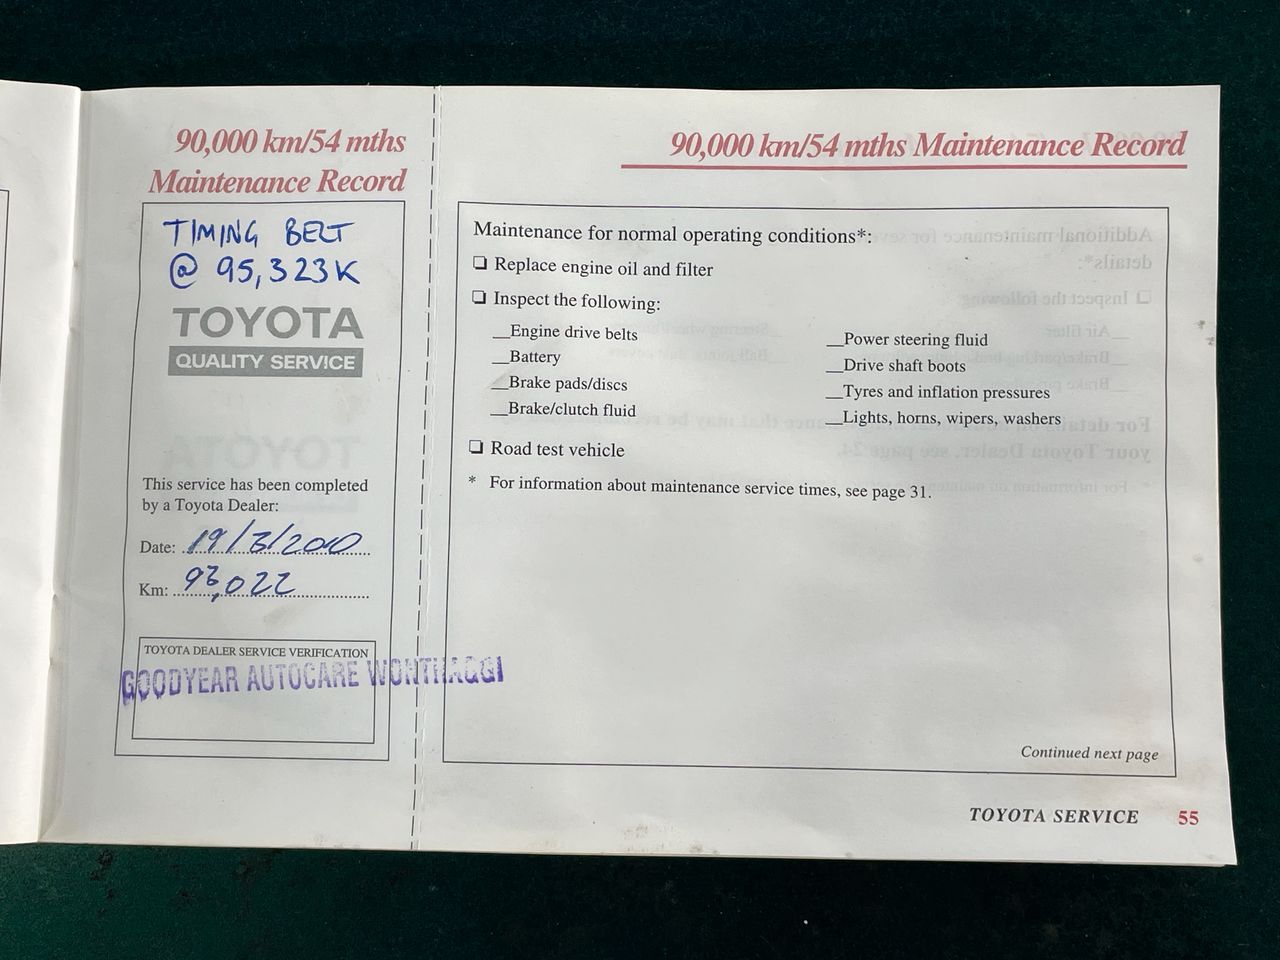 90,000 km/54 mths
Maintenance Record
TIMING BELT
@ 95,323K
TOYOTA
QUALITY SERVICE
This service has been completed
by a Toyota Dealer:
Date: 19/3/2010
Km: 93,022
TOYOTA DEALER SERVICE VERIFICATION
GOODYEAR AUTOCARE WONTHAGGI
90,000 km/54 mths Maintenance Record
Maintenance for normal operating conditions*:
❏ Replace engine oil and filter
❏ Inspect the following:
__Engine drive belts
__Battery
__Brake pads/discs
__Brake/clutch fluid
__Power steering fluid
__Drive shaft boots
__Tyres and inflation pressures
__Lights, horns, wipers, washers
❏ Road test vehicle
* For information about maintenance service times, see page 31.
Continued next page
TOYOTA SERVICE 55